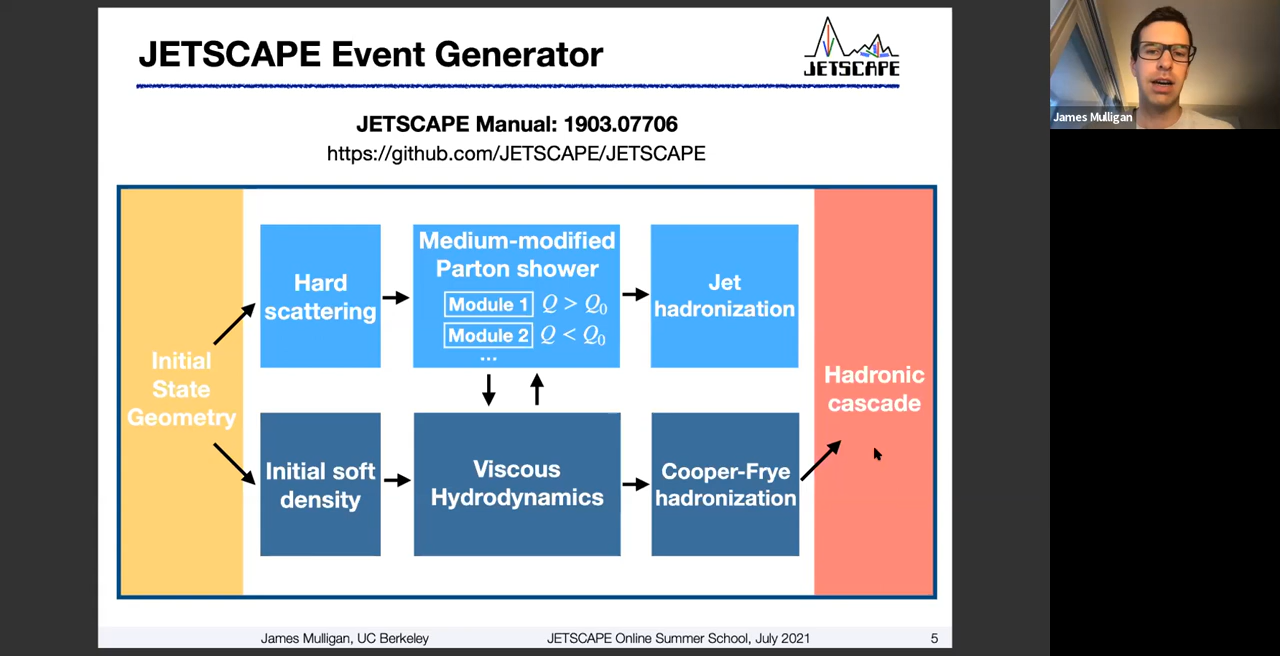 JETSCAPE Event Generator
JETSCAPE
James Mulligan
JETSCAPE Manual: 1903.07706
https://github.com/JETSCAPE/JETSCAPE
Initial
State
Geometry
Hard
scattering
Medium-modified
Parton shower
Module 1 Q > Q₀
Module 2 Q < Q₀
...
Jet
hadronization
Initial soft
density
Viscous
Hydrodynamics
Cooper-Frye
hadronization
Hadronic
cascade
James Mulligan, UC Berkeley
JETSCAPE Online Summer School, July 2021
5